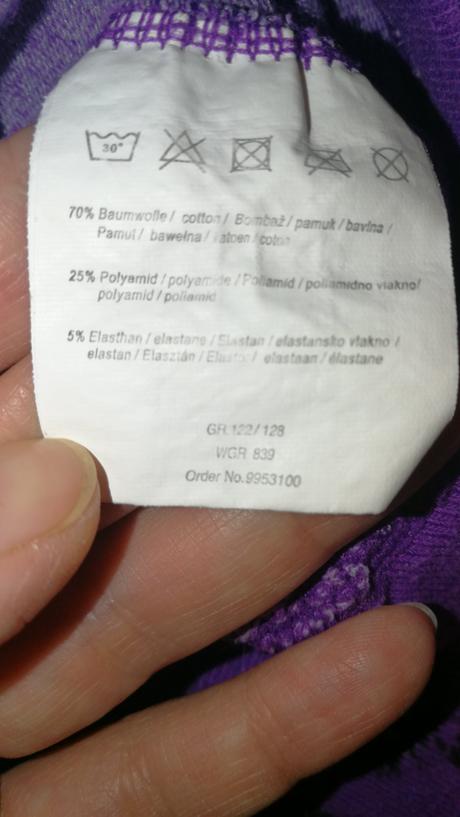 30°
70% Baumwolle / cotton / Bombaž / pamuk / bavlna /
Pamut / bawełna / katoen / coton
25% Polyamid / polyamide / Poliamid / poliamidno vlakno/
polyamid / poliamid
5% Elasthan / elastane / Elastan / elastansko vlakno /
elastan / Elasztán / / elastaan / élastane
GR.122/128
WGR 839
Order No.9953100